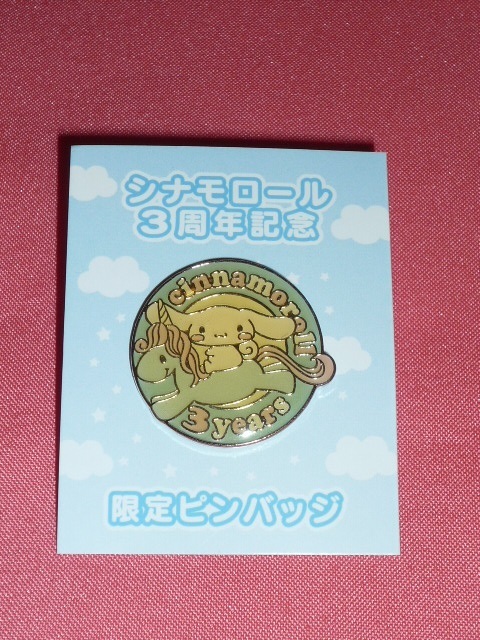 シナモロール
3周年記念
cinnamoroll
3 years
限定ピンバッジ